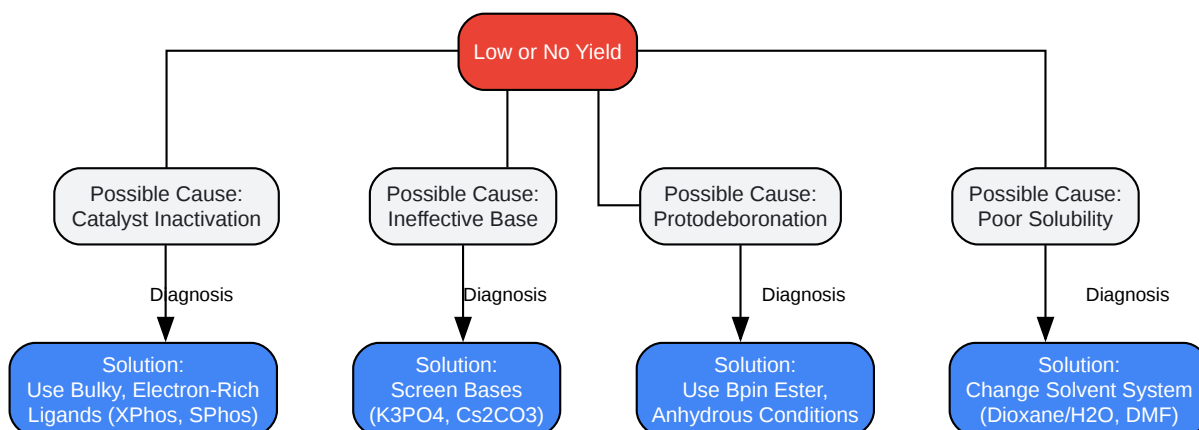 Low or No Yield
Possible Cause:
Catalyst Inactivation
Possible Cause:
Ineffective Base
Possible Cause:
Protodeboronation
Possible Cause:
Poor Solubility
Diagnosis
Diagnosis
Diagnosis
Diagnosis
Solution:
Use Bulky, Electron-Rich
Ligands (XPhos, SPhos)
Solution:
Screen Bases
(K3PO4, Cs2CO3)
Solution:
Use Bpin Ester,
Anhydrous Conditions
Solution:
Change Solvent System
(Dioxane/H2O, DMF)